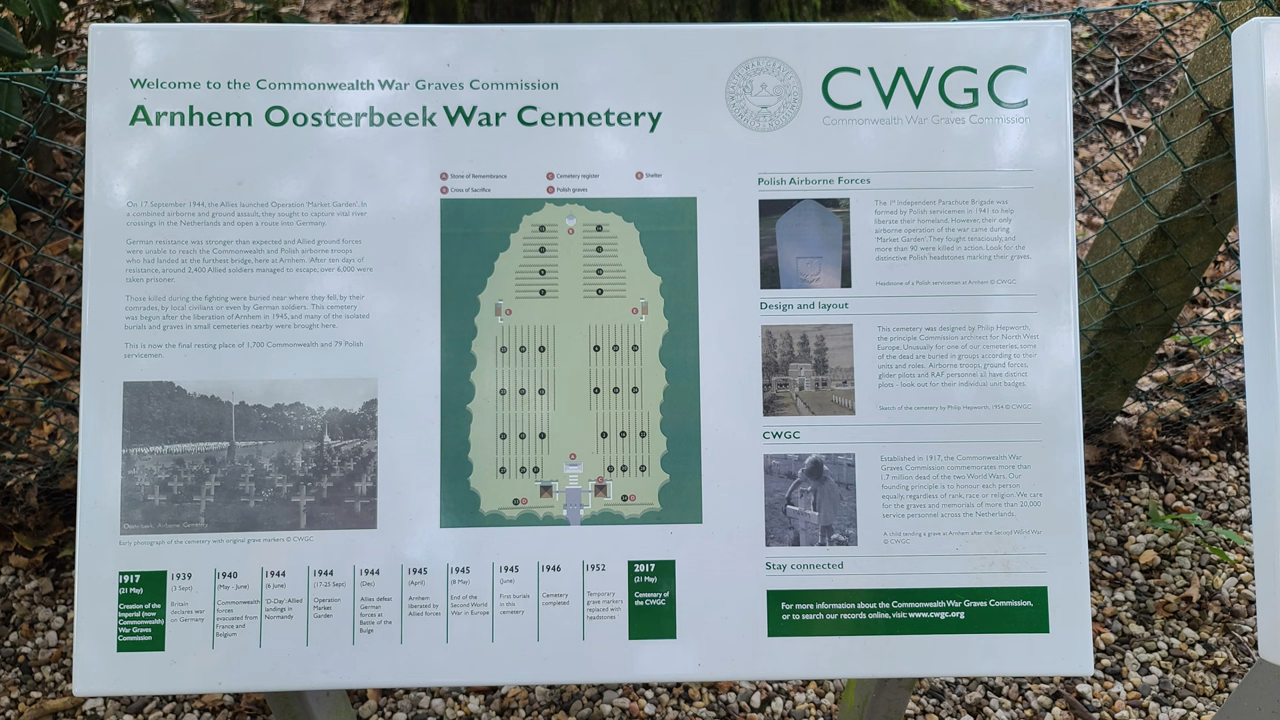 Welcome to the Commonwealth War Graves Commission
Arnhem Oosterbeek War Cemetery
CWGC
Commonwealth War Graves Commission
On 17 September 1944, the Allies launched Operation 'Market Garden'. In
a combined airborne and ground assault, they sought to capture vital river
crossings in the Netherlands and open a route into Germany.
German resistance was stronger than expected and Allied ground forces
were unable to reach the Commonwealth and Polish airborne troops
who had landed at the furthest bridge, here at Arnhem. After ten days of
resistance, around 2,400 Allied soldiers managed to escape; over 6,000 were
taken prisoner.
Those killed during the fighting were buried near where they fell, by their
comrades, by local civilians or even by German soldiers. This cemetery
was begun after the liberation of Arnhem in 1945, and many of the isolated
burials and graves in small cemeteries nearby were brought here.
This is now the final resting place of 1,700 Commonwealth and 79 Polish
servicemen.
Oosterbeek, Airborne Cemetery
Early photograph of the cemetery with original grave markers © CWGC
Stone of Remembrance
Cemetery register
Shelter
Cross of Sacrifice
Polish graves
Polish Airborne Forces
The 1st Independent Parachute Brigade was
formed by Polish servicemen in 1941 to help
liberate their homeland. However, their only
airborne operation of the war came during
'Market Garden'. They fought tenaciously, and
more than 90 were killed in action. Look for the
distinctive Polish headstones marking their graves.
Headstone of a Polish serviceman at Arnhem © CWGC
Design and layout
This cemetery was designed by Philip Hepworth,
the principle Commission architect for North West
Europe. Unusually for one of our cemeteries, some
of the dead are buried in groups according to their
units and roles. Airborne troops, ground forces,
glider pilots and RAF personnel all have distinct
plots - look out for their individual unit badges.
Sketch of the cemetery by Philip Hepworth, 1954 © CWGC
CWGC
Established in 1917, the Commonwealth War
Graves Commission commemorates more than
1.7 million dead of the two World Wars. Our
founding principle is to honour each person
equally, regardless of rank, race or religion. We care
for the graves and memorials of more than 20,000
service personnel across the Netherlands.
A child tending a grave at Arnhem after the Second World War
© CWGC
Stay connected
For more information about the Commonwealth War Graves Commission,
or to search our records online, visit: www.cwgc.org
1917
(21 May)
Creation of the
Imperial (now
Commonwealth)
War Graves
Commission
1939
(3 Sept)
Britain
declares war
on Germany
1940
(May - June)
Commonwealth
forces
evacuated from
France and
Belgium
1944
(6 June)
'D-Day': Allied
landings in
Normandy
1944
(17-25 Sept)
Operation
Market
Garden
1944
(Dec)
Allies defeat
German
forces at
Battle of the
Bulge
1945
(April)
Arnhem
liberated by
Allied forces
1945
(8 May)
End of the
Second World
War in Europe
1945
(June)
First burials
in this
cemetery
1946
Cemetery
completed
1952
Temporary
grave markers
replaced with
headstones
2017
(21 May)
Centenary of
the CWGC